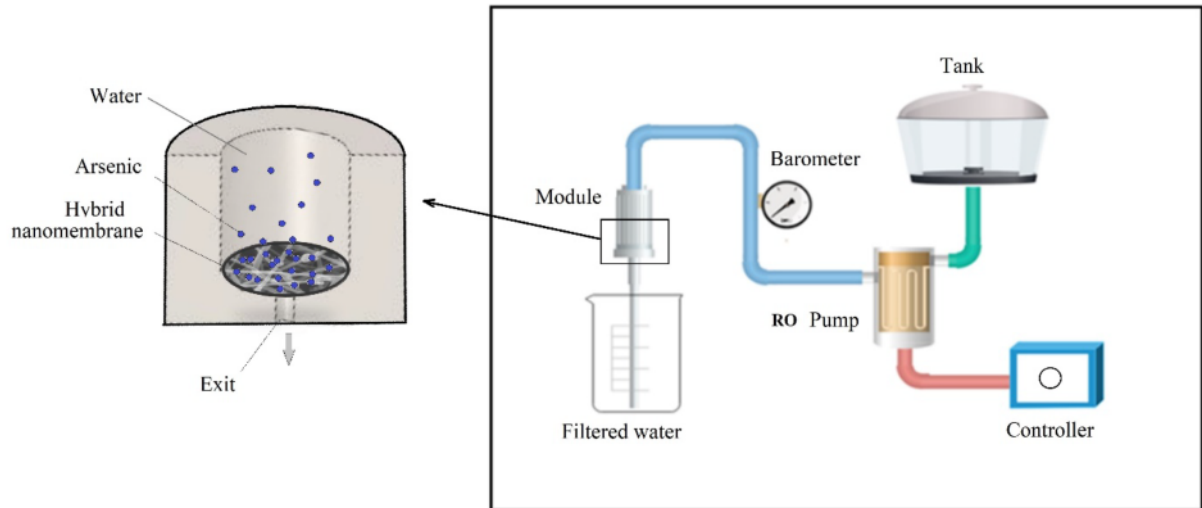 Water
Arsenic
Hybrid
nanomembrane
Exit
Tank
Barometer
Module
RO Pump
Filtered water
Controller